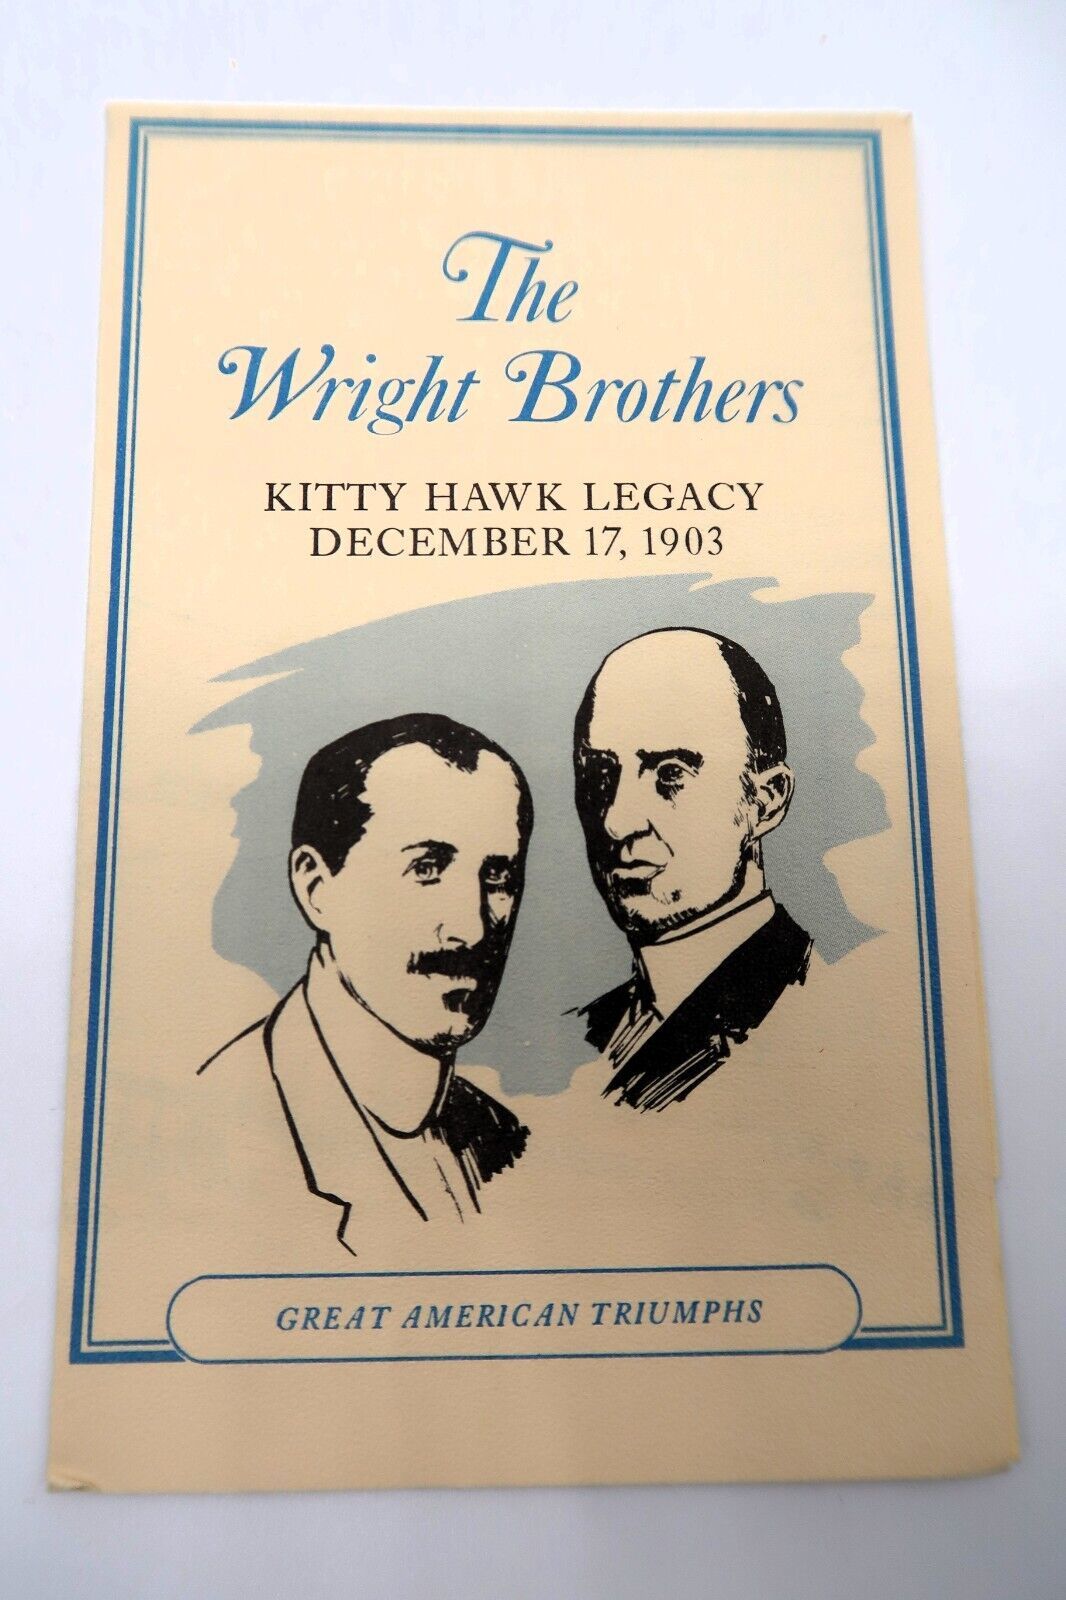 The
Wright Brothers
KITTY HAWK LEGACY
DECEMBER 17, 1903
GREAT AMERICAN TRIUMPHS